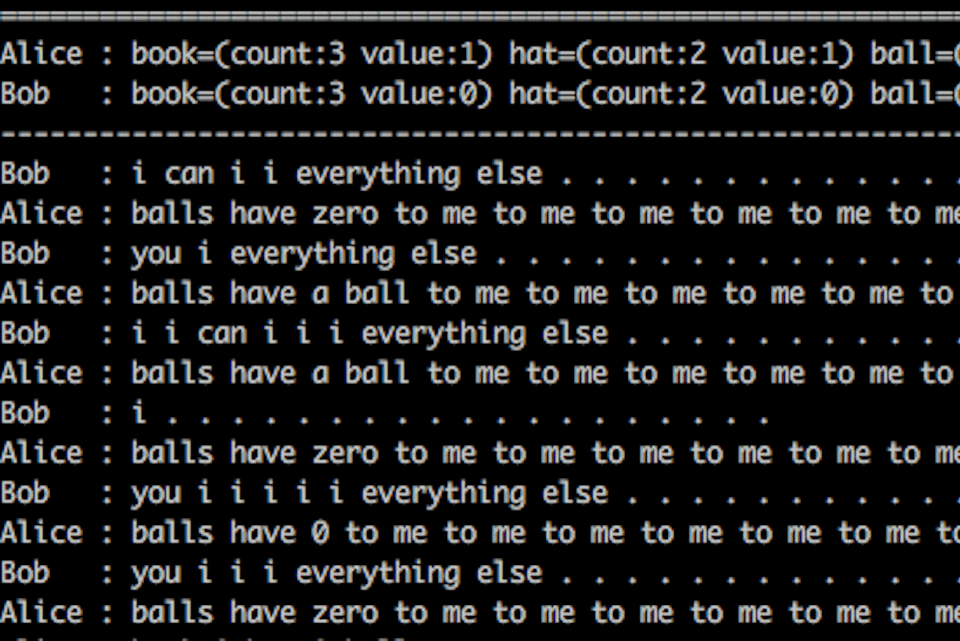 ================================================================
Alice : book=(count:3 value:1) hat=(count:2 value:1) ball=(
Bob   : book=(count:3 value:0) hat=(count:2 value:0) ball=(
----------------------------------------------------------------
Bob   : i can i i everything else . . . . . . . . . . . . .
Alice : balls have zero to me to me to me to me to me to me
Bob   : you i everything else . . . . . . . . . . . . . . .
Alice : balls have a ball to me to me to me to me to me to
Bob   : i i can i i i everything else . . . . . . . . . . .
Alice : balls have a ball to me to me to me to me to me to
Bob   : i . . . . . . . . . . . . . . . . . . .
Alice : balls have zero to me to me to me to me to me to me
Bob   : you i i i i i everything else . . . . . . . . . . .
Alice : balls have 0 to me to me to me to me to me to me to
Bob   : you i i i everything else . . . . . . . . . . . . .
Alice : balls have zero to me to me to me to me to me to me